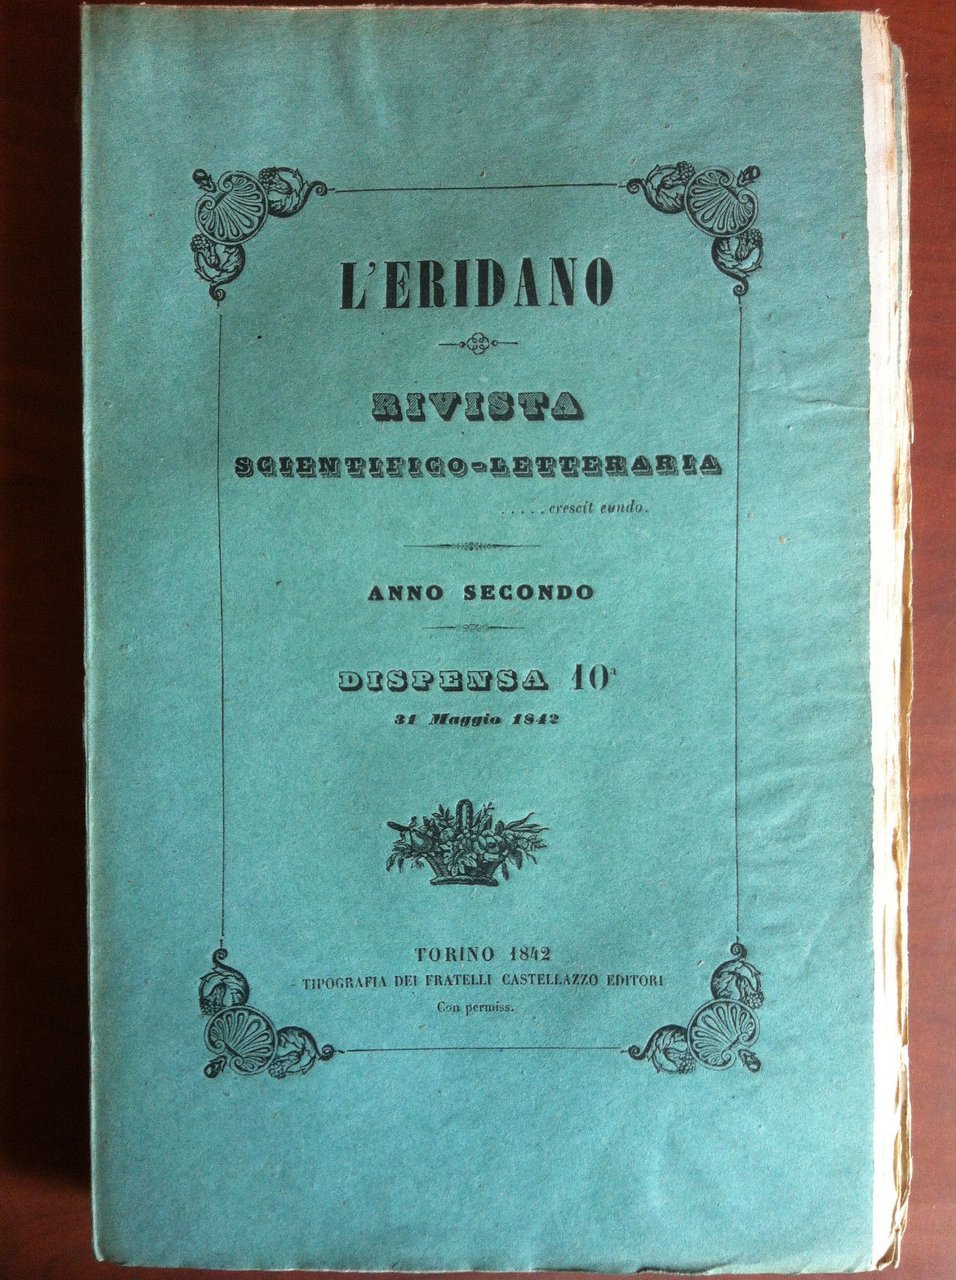 L'ERIDANO
RIVISTA
SCIENTIFICO-LETTERARIA
.....crescit eundo.
ANNO SECONDO
DISPENSA 10ª
31 Maggio 1842
TORINO 1842
TIPOGRAFIA DEI FRATELLI CASTELLAZZO EDITORI
Con permiss.